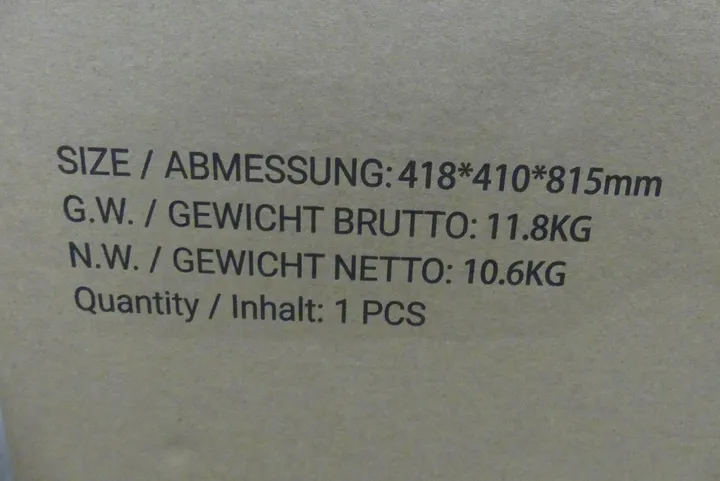 SIZE / ABMESSUNG: 418*410*815mm
G.W. / GEWICHT BRUTTO: 11.8KG
N.W. / GEWICHT NETTO: 10.6KG
Quantity / Inhalt: 1 PCS